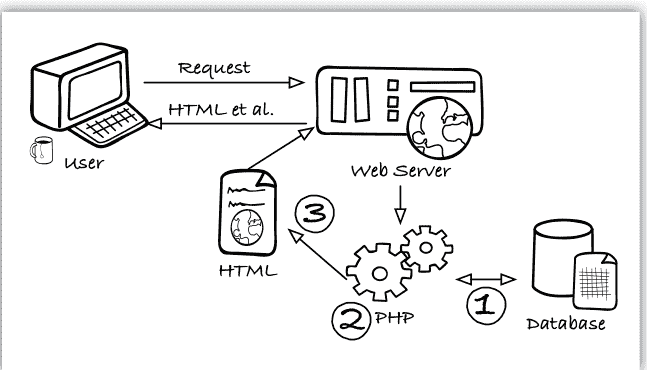 Request
HTML et al.
User
Web Server
3
HTML
1
2 PHP
Database